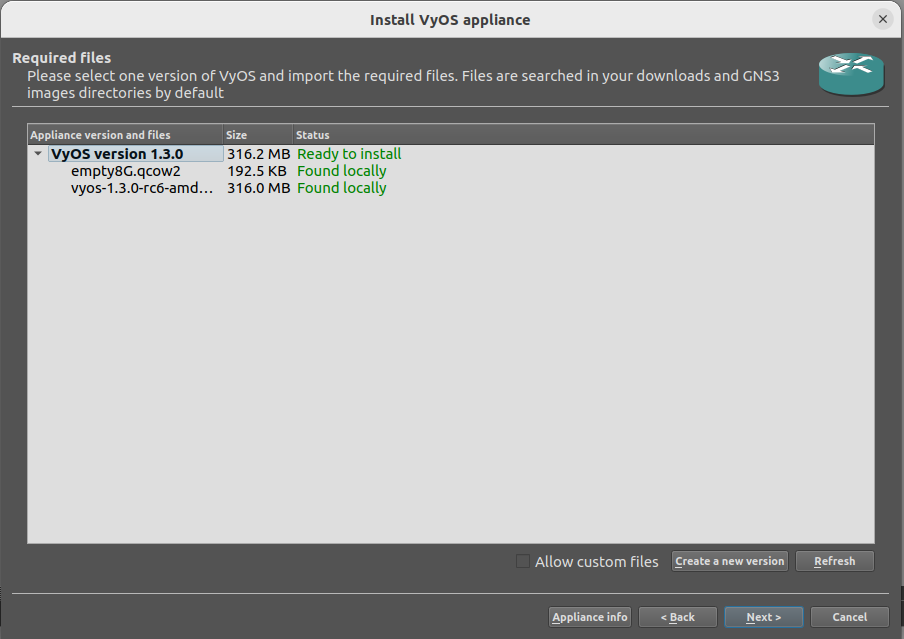 Install VyOS appliance
Required files
Please select one version of VyOS and import the required files. Files are searched in your downloads and GNS3
images directories by default
Appliance version and files Size Status
VyOS version 1.3.0 316.2 MB Ready to install
empty8G.qcow2 192.5 KB Found locally
vyos-1.3.0-rc6-amd... 316.0 MB Found locally
Allow custom files Create a new version Refresh
Appliance info < Back Next > Cancel